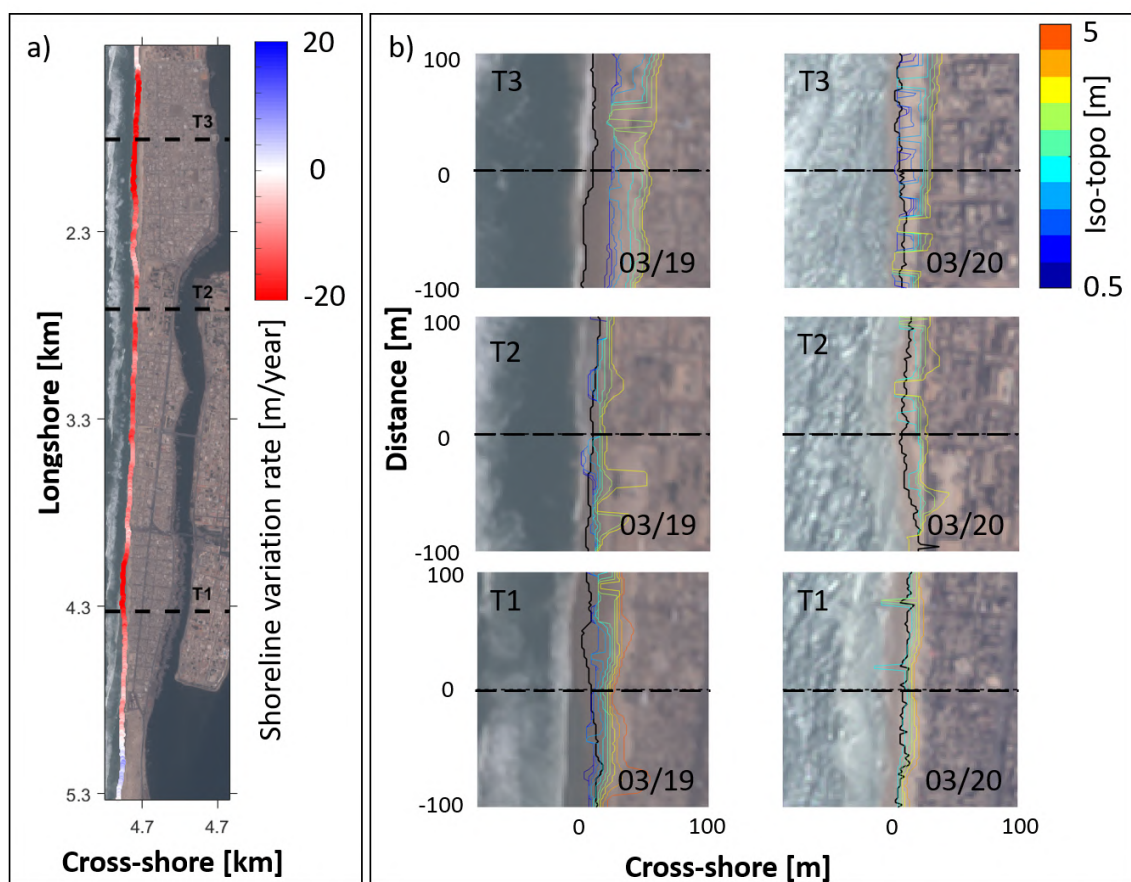 a)
T3
T2
T1
2.3
3.3
4.3
5.3
4.7
4.7
Longshore [km]
Cross-shore [km]
20
0
-20
Shoreline variation rate [m/year]
b)
T3
03/19
T3
03/20
T2
03/19
T2
03/20
T1
03/19
T1
03/20
100
0
-100
100
0
-100
100
0
-100
Distance [m]
0
100
0
100
Cross-shore [m]
5
0.5
Iso-topo [m]